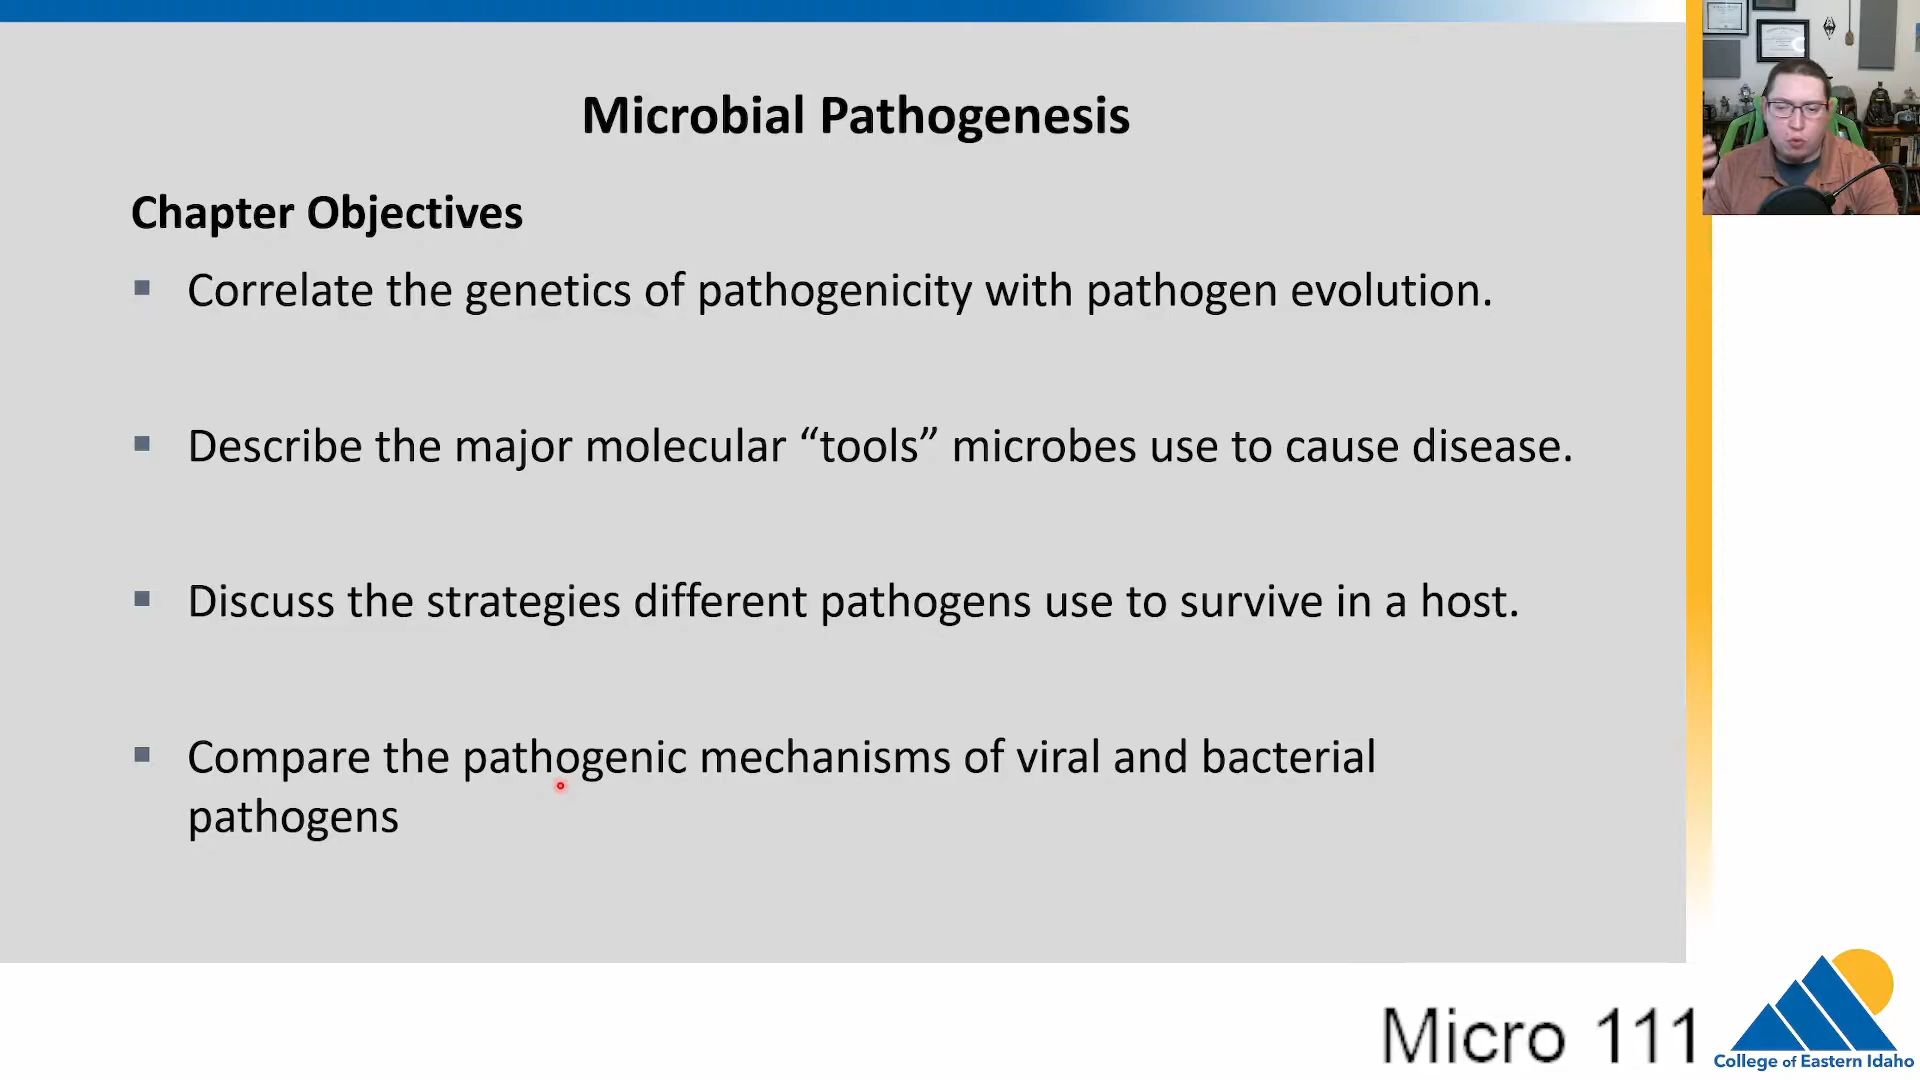 Microbial Pathogenesis
Chapter Objectives
▪ Correlate the genetics of pathogenicity with pathogen evolution.
▪ Describe the major molecular “tools” microbes use to cause disease.
▪ Discuss the strategies different pathogens use to survive in a host.
▪ Compare the pathogenic mechanisms of viral and bacterial
pathogens
Micro 111
College of Eastern Idaho